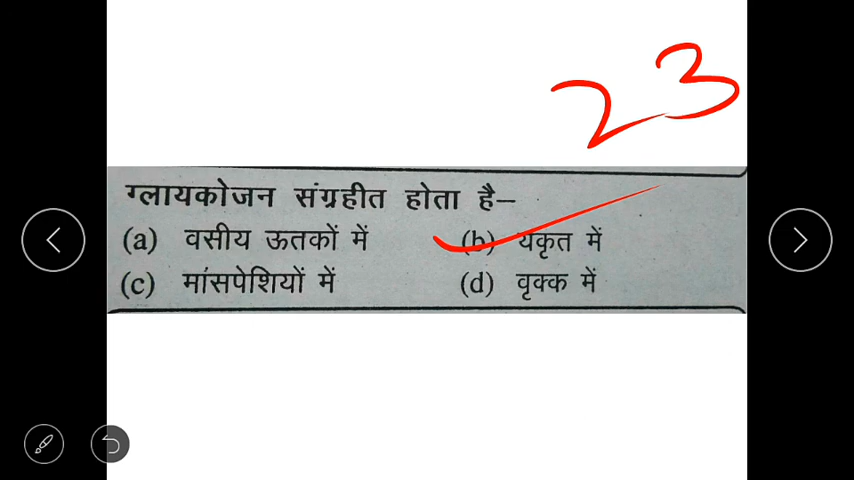 23
ग्लायकोजन संग्रहीत होता है–
(a) वसीय ऊतकों में (b) यकृत में
(c) मांसपेशियों में (d) वृक्क में